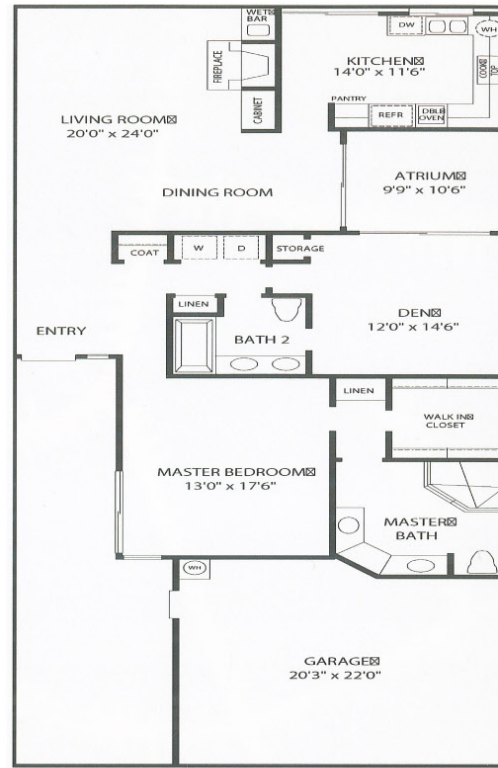 WET
BAR
DW
WH
FIREPLACE
KITCHEN
14'0" x 11'6"
COOK
TOP
CABINET
PANTRY
REFR
DBL
OVEN
LIVING ROOM
20'0" x 24'0"
ATRIUM
9'9" x 10'6"
DINING ROOM
COAT
W
D
STORAGE
LINEN
DEN
12'0" x 14'6"
ENTRY
BATH 2
LINEN
WALK IN
CLOSET
MASTER BEDROOM
13'0" x 17'6"
MASTER
BATH
WH
GARAGE
20'3" x 22'0"